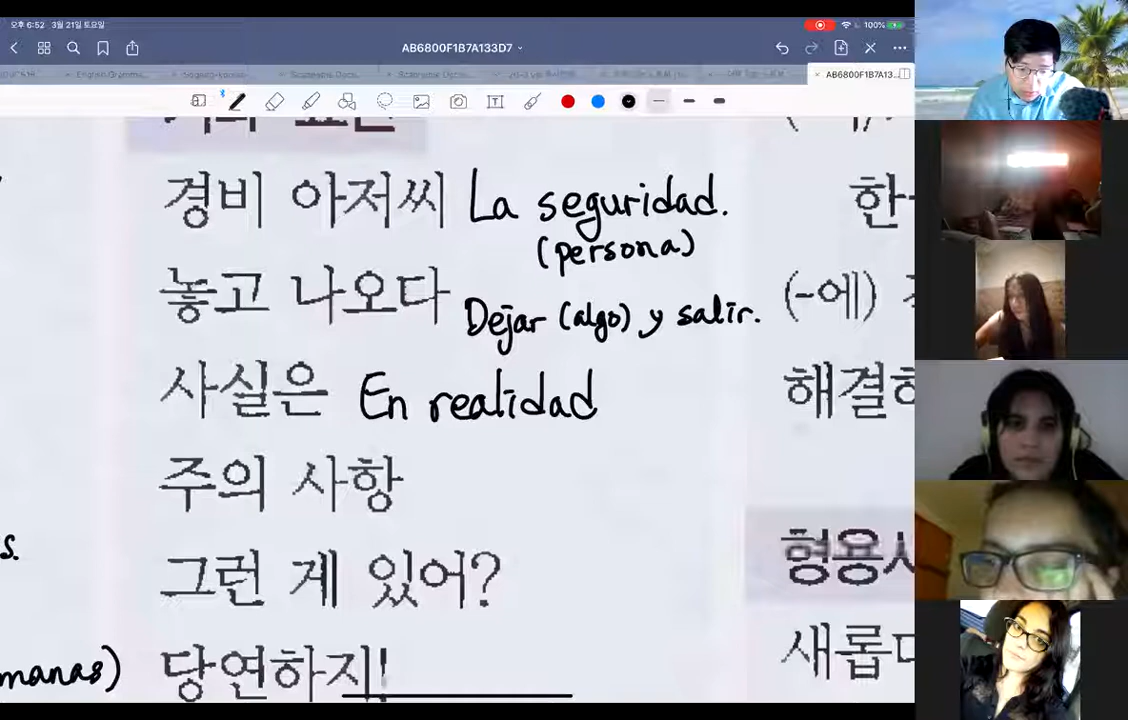 오후 6:52 3월 21일 토요일
100%
AB6800F1B7A133D7
AB6800F1B7A13...
경비 아저씨 La seguridad.
(persona)
놓고 나오다 Dejar (algo) y salir.
(-에)
사실은 En realidad
해결
주의 사항
s.
그런 게 있어?
형용사
새롭
manas) 당연하지!